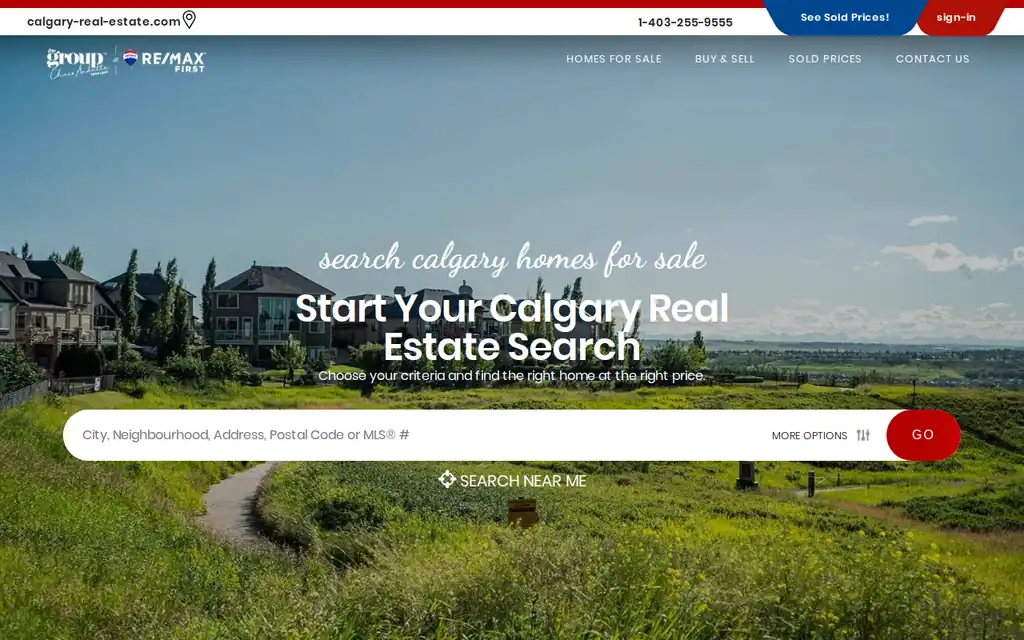 calgary-real-estate.com
1-403-255-9555
See Sold Prices!
sign-in
the group
RE/MAX
FIRST
HOMES FOR SALE
BUY & SELL
SOLD PRICES
CONTACT US
search calgary homes for sale
Start Your Calgary Real
Estate Search
Choose your criteria and find the right home at the right price.
City, Neighbourhood, Address, Postal Code or MLS® #
MORE OPTIONS
GO
SEARCH NEAR ME